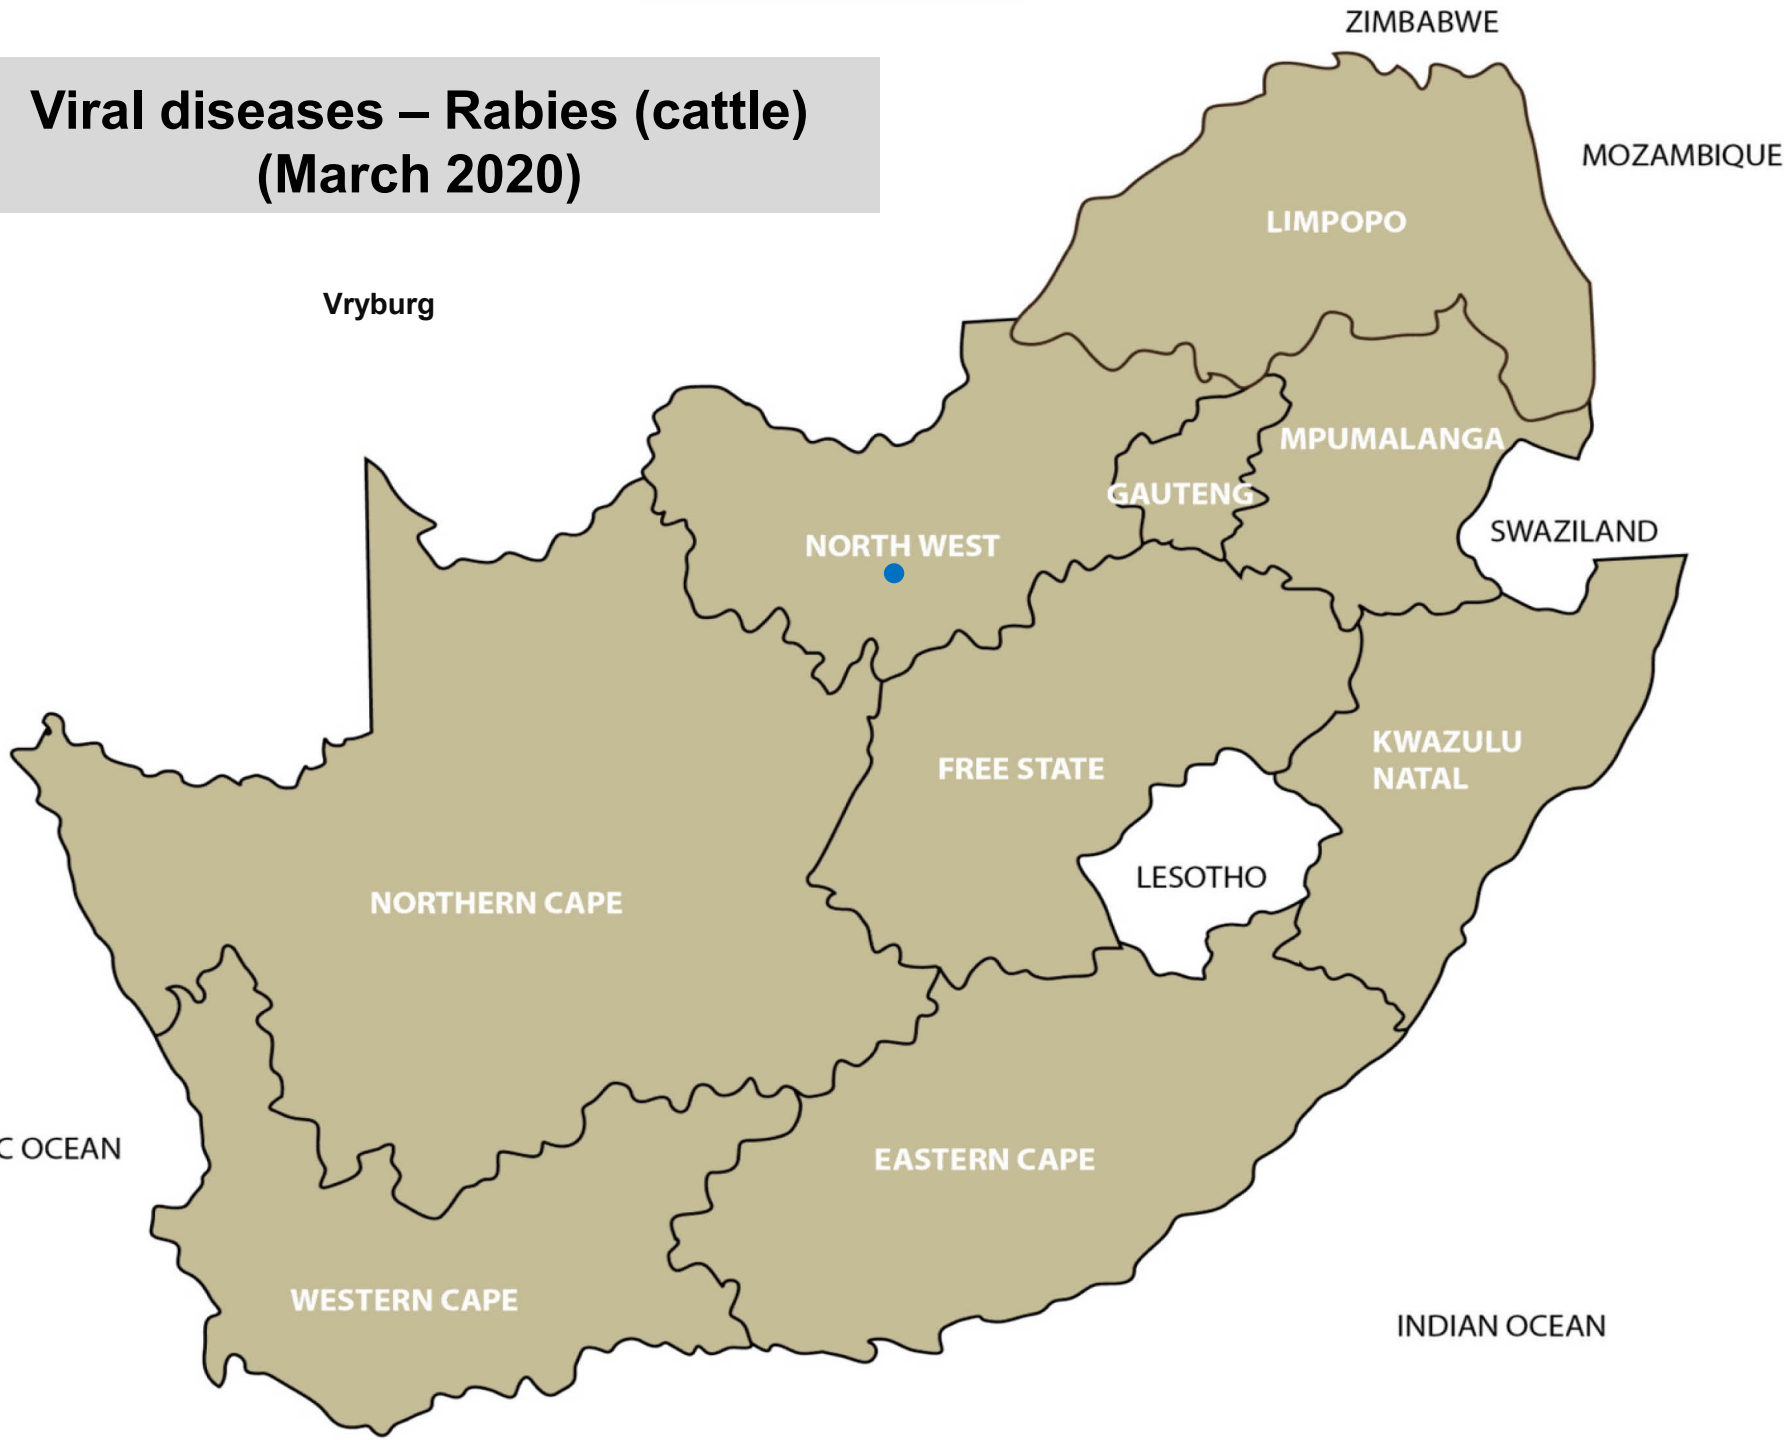 ZIMBABWE
Viral diseases – Rabies (cattle)
(March 2020)
MOZAMBIQUE
LIMPOPO
Vryburg
MPUMALANGA
GAUTENG
SWAZILAND
NORTH WEST
KWAZULU
NATAL
FREE STATE
LESOTHO
NORTHERN CAPE
C OCEAN
EASTERN CAPE
WESTERN CAPE
INDIAN OCEAN